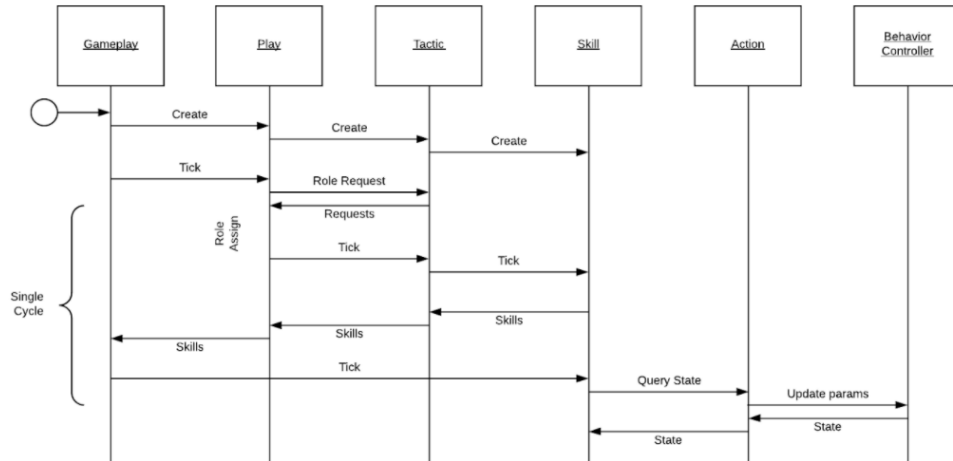 Gameplay
Play
Tactic
Skill
Action
Behavior
Controller
Create
Create
Create
Tick
Role Request
Requests
Role
Assign
Tick
Tick
Single
Cycle
Skills
Skills
Skills
Tick
Query State
Update params
State
State